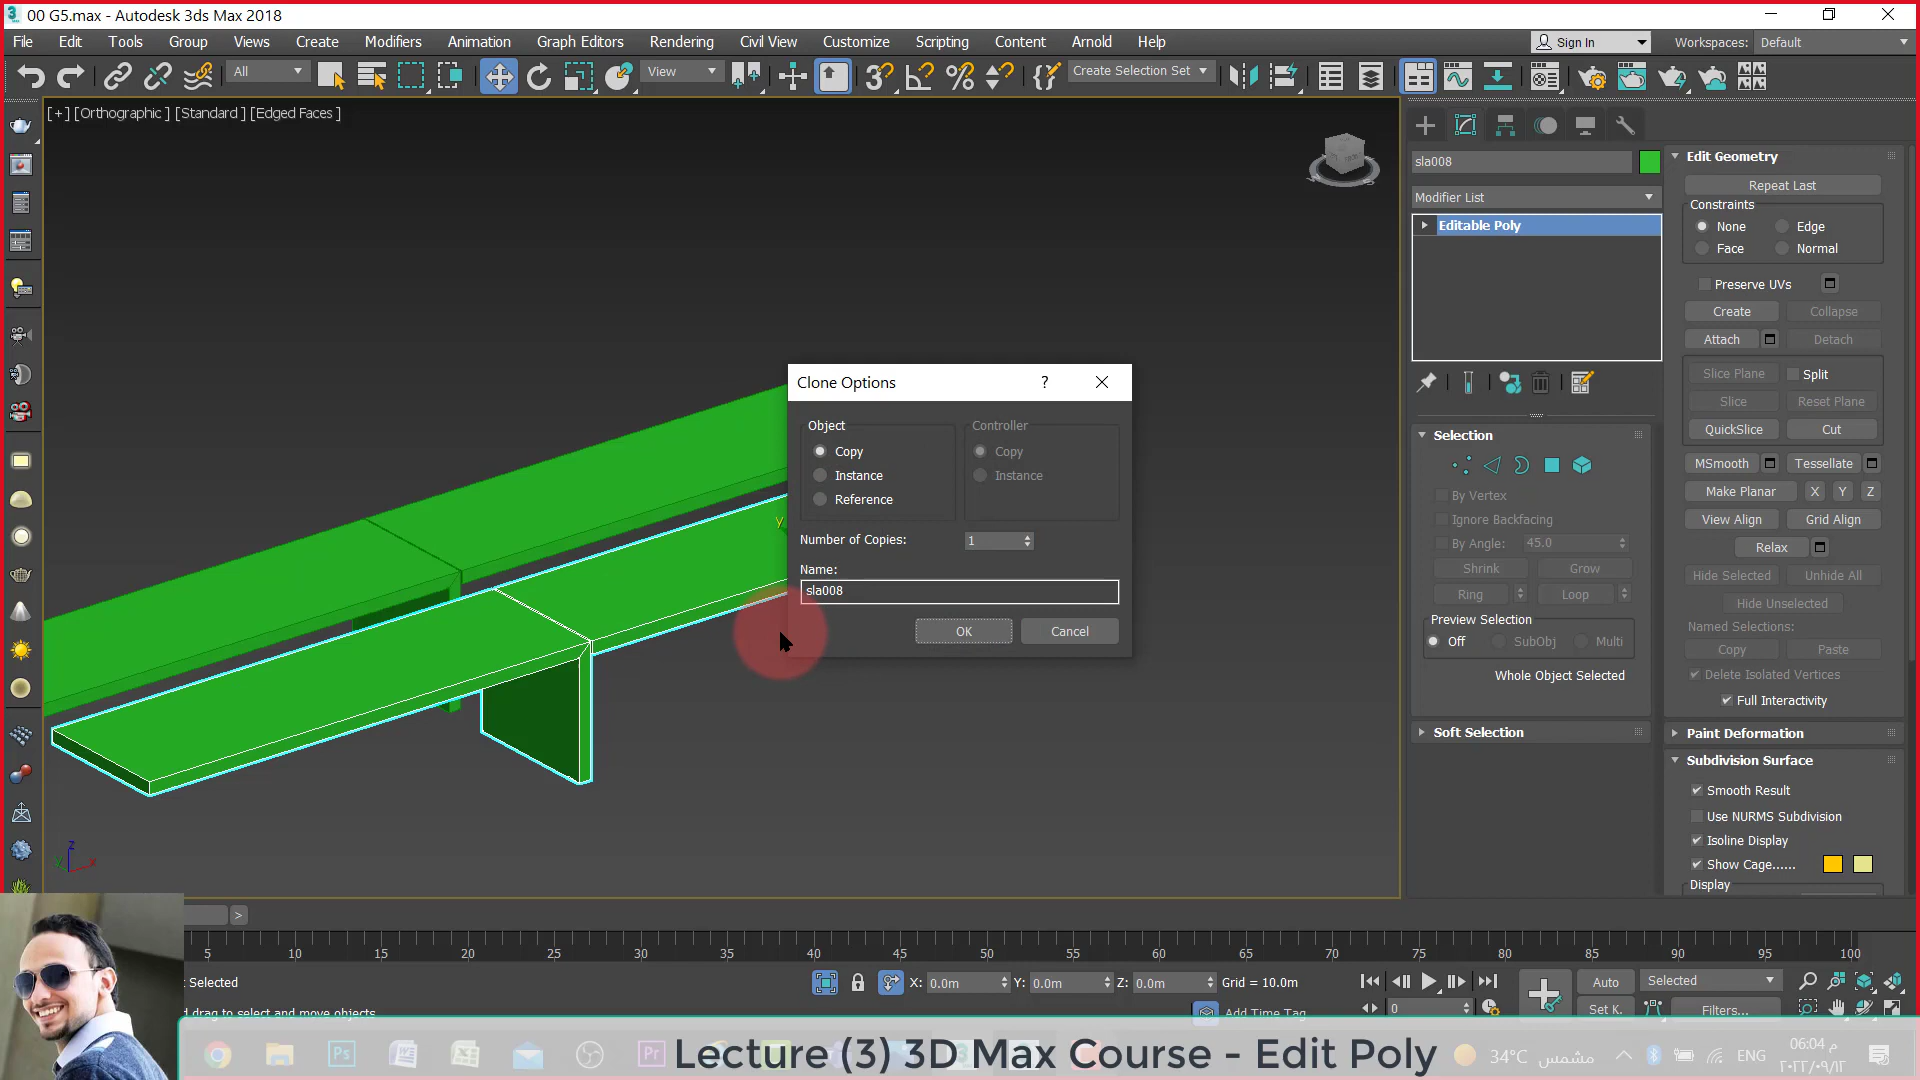 00 G5.max - Autodesk 3ds Max 2018
File Edit Tools Group Views Create Modifiers Animation Graph Editors Rendering Civil View Customize Scripting Content Arnold Help
Sign In
Workspaces: Default
All
View
Create Selection Set
[+] [Orthographic ] [Standard ] [Edged Faces ]
sla008
Modifier List
Editable Poly
Selection
By Vertex
Ignore Backfacing
By Angle: 45.0
Shrink Grow
Ring Loop
Preview Selection
Off SubObj Multi
Whole Object Selected
Soft Selection
Edit Geometry
Repeat Last
Constraints
None Edge
Face Normal
Preserve UVs
Create Collapse
Attach Detach
Slice Plane Split
Slice Reset Plane
QuickSlice Cut
MSmooth Tessellate
Make Planar X Y Z
View Align Grid Align
Relax
Hide Selected Unhide All
Hide Unselected
Named Selections:
Copy Paste
Delete Isolated Vertices
Full Interactivity
Paint Deformation
Subdivision Surface
Smooth Result
Use NURMS Subdivision
Isoline Display
Show Cage......
Display
Clone Options
?
Object
Copy
Instance
Reference
Controller
Copy
Instance
Number of Copies: 1
Name:
sla008
OK Cancel
y
z
x
y
>
5 10 15 20 25 30 35 40 45 50 55 60 65 70 75 80 85 90 95 100
Selected
X: 0.0m Y: 0.0m Z: 0.0m Grid = 10.0m
Auto Selected
drag to select and move objects
Add Time Tag
0
Set K. Filters...
Lecture (3) 3D Max Course - Edit Poly
34°C مشمس
ENG
06:04 م
٢٠٢٢/٠٩/١٢